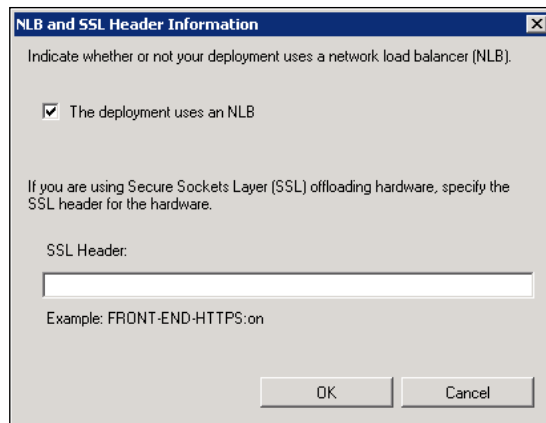 NLB and SSL Header Information
Indicate whether or not your deployment uses a network load balancer (NLB).
The deployment uses an NLB
If you are using Secure Sockets Layer (SSL) offloading hardware, specify the
SSL header for the hardware.
SSL Header:
Example: FRONT-END-HTTPS:on
OK
Cancel